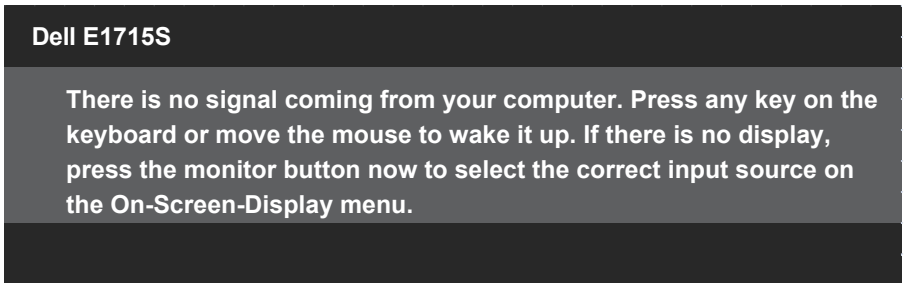 Dell E1715S
There is no signal coming from your computer. Press any key on the
keyboard or move the mouse to wake it up. If there is no display,
press the monitor button now to select the correct input source on
the On-Screen-Display menu.